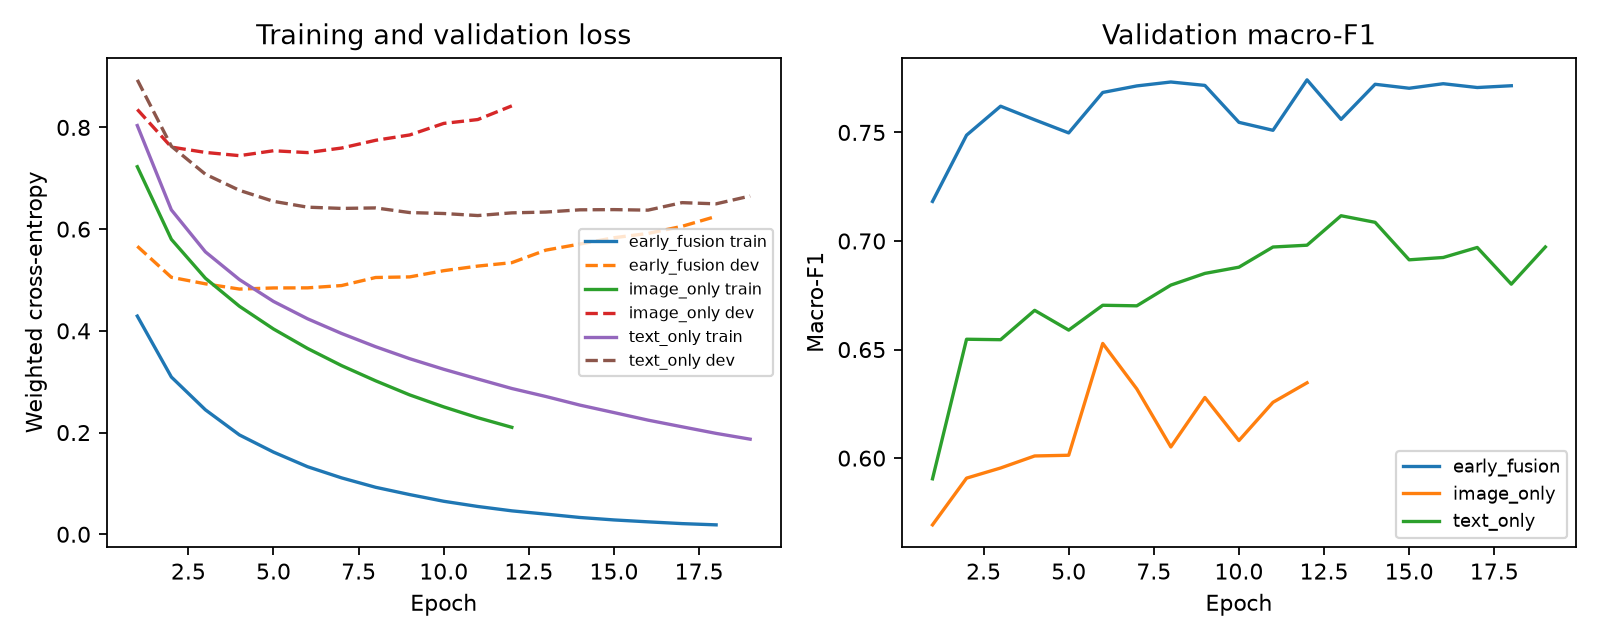 Training and validation loss
Weighted cross-entropy
0.8
0.6
0.4
0.2
0.0
2.5 5.0 7.5 10.0 12.5 15.0 17.5
Epoch
early_fusion train
early_fusion dev
image_only train
image_only dev
text_only train
text_only dev
Validation macro-F1
Macro-F1
0.75
0.70
0.65
0.60
2.5 5.0 7.5 10.0 12.5 15.0 17.5
Epoch
early_fusion
image_only
text_only